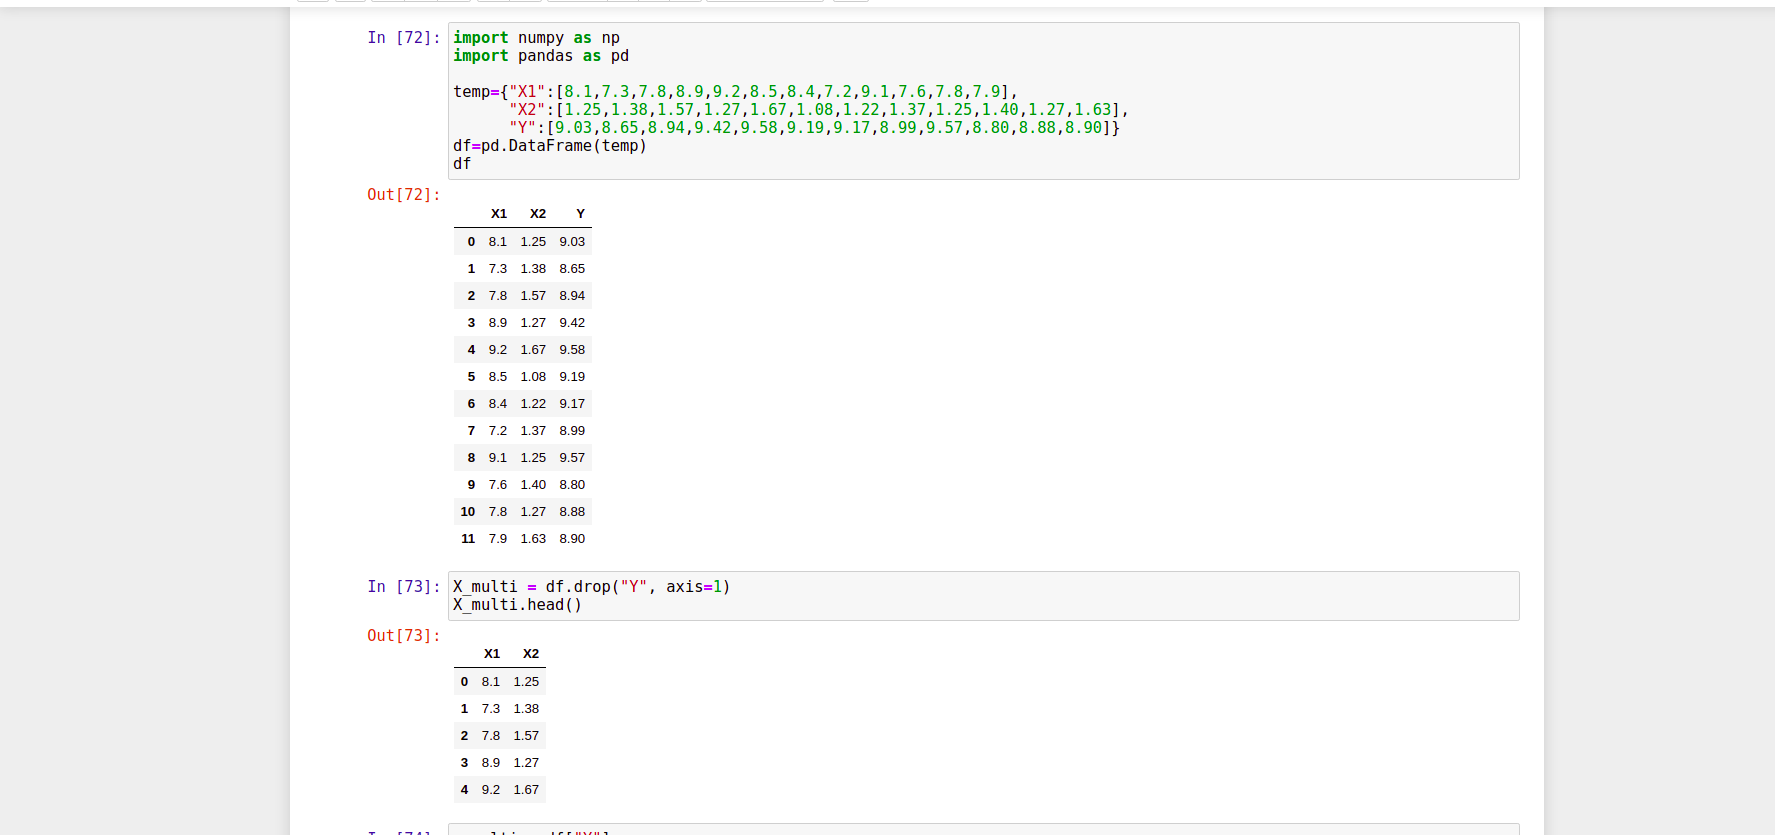 In [72]:
import numpy as np
import pandas as pd
temp={"X1":[8.1,7.3,7.8,8.9,9.2,8.5,8.4,7.2,9.1,7.6,7.8,7.9],
"X2":[1.25,1.38,1.57,1.27,1.67,1.08,1.22,1.37,1.25,1.40,1.27,1.63],
"Y":[9.03,8.65,8.94,9.42,9.58,9.19,9.17,8.99,9.57,8.80,8.88,8.90]}
df=pd.DataFrame(temp)
df
Out[72]:
X1 X2 Y
0 8.1 1.25 9.03
1 7.3 1.38 8.65
2 7.8 1.57 8.94
3 8.9 1.27 9.42
4 9.2 1.67 9.58
5 8.5 1.08 9.19
6 8.4 1.22 9.17
7 7.2 1.37 8.99
8 9.1 1.25 9.57
9 7.6 1.40 8.80
10 7.8 1.27 8.88
11 7.9 1.63 8.90
In [73]:
X_multi = df.drop("Y", axis=1)
X_multi.head()
Out[73]:
X1 X2
0 8.1 1.25
1 7.3 1.38
2 7.8 1.57
3 8.9 1.27
4 9.2 1.67
In [74]: